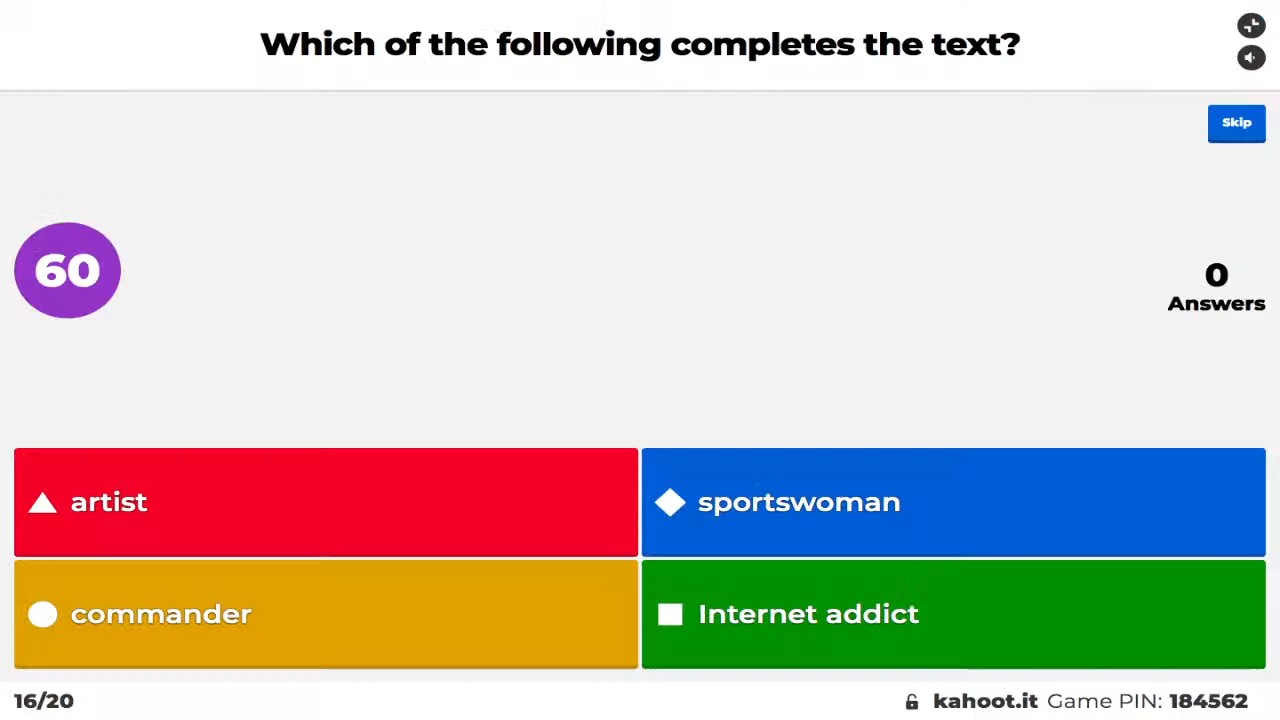 Which of the following completes the text?
Skip
60
0
Answers
artist
sportswoman
commander
Internet addict
16/20
kahoot.it Game PIN: 184562